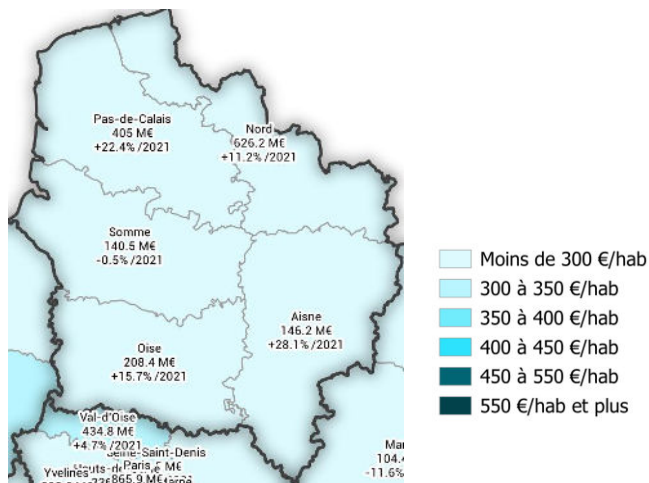 Pas-de-Calais
405 M€
+22.4% /2021
Nord
626.2 M€
+11.2% /2021
Somme
140.5 M€
-0.5% /2021
Aisne
146.2 M€
+28.1% /2021
Oise
208.4 M€
+15.7% /2021
Val-d'Oise
434.8 M€
+4.7% /2021
Seine-Saint-Denis
Yvelines
Paris
865.9 M€
104.4
-11.6%
Moins de 300 €/hab
300 à 350 €/hab
350 à 400 €/hab
400 à 450 €/hab
450 à 550 €/hab
550 €/hab et plus